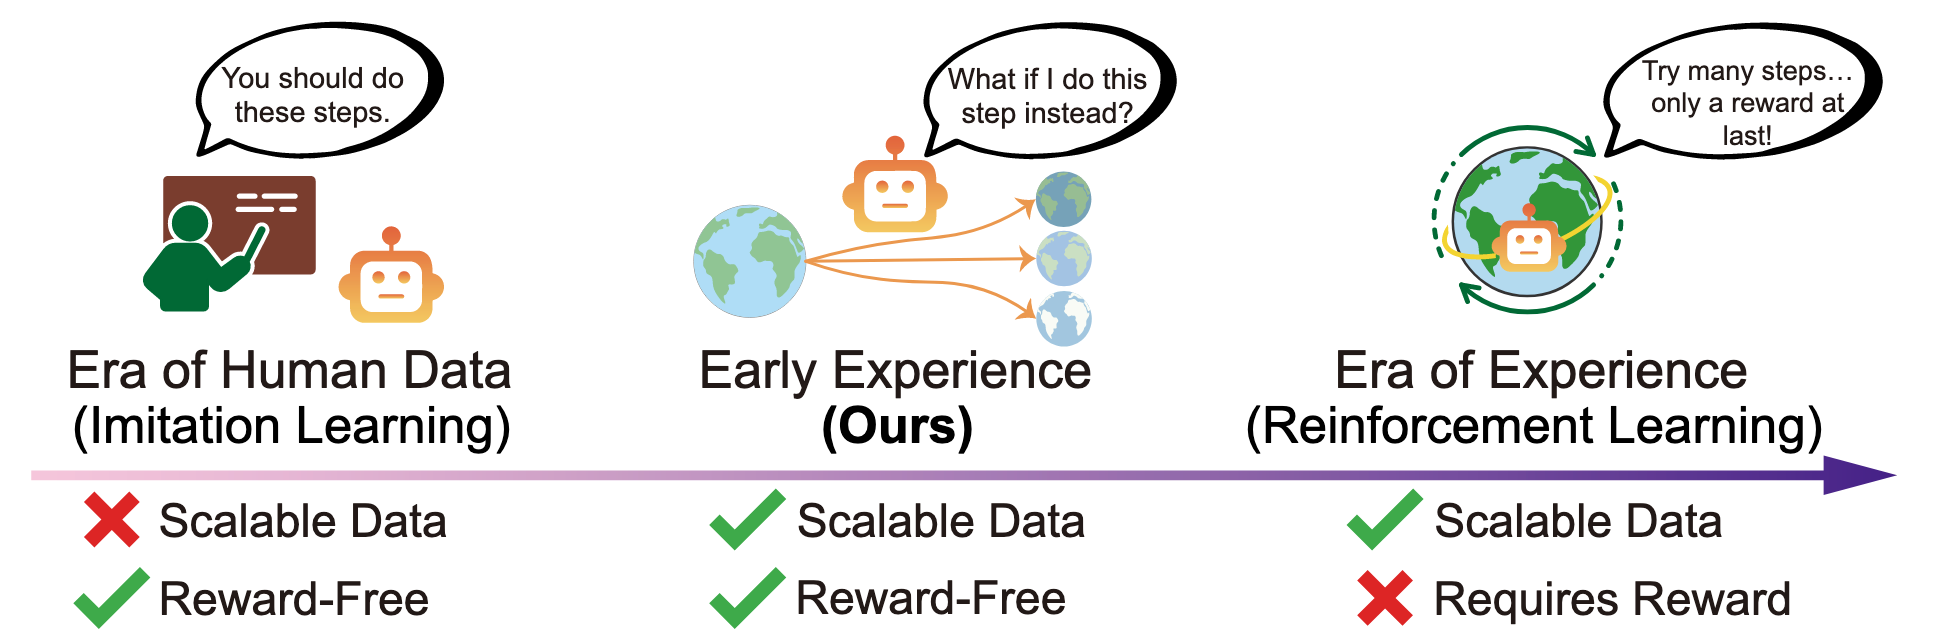 You should do
these steps.
What if I do this
step instead?
Try many steps...
only a reward at
last!
Era of Human Data
(Imitation Learning)
Early Experience
(Ours)
Era of Experience
(Reinforcement Learning)
Scalable Data
Reward-Free
Scalable Data
Reward-Free
Scalable Data
Requires Reward